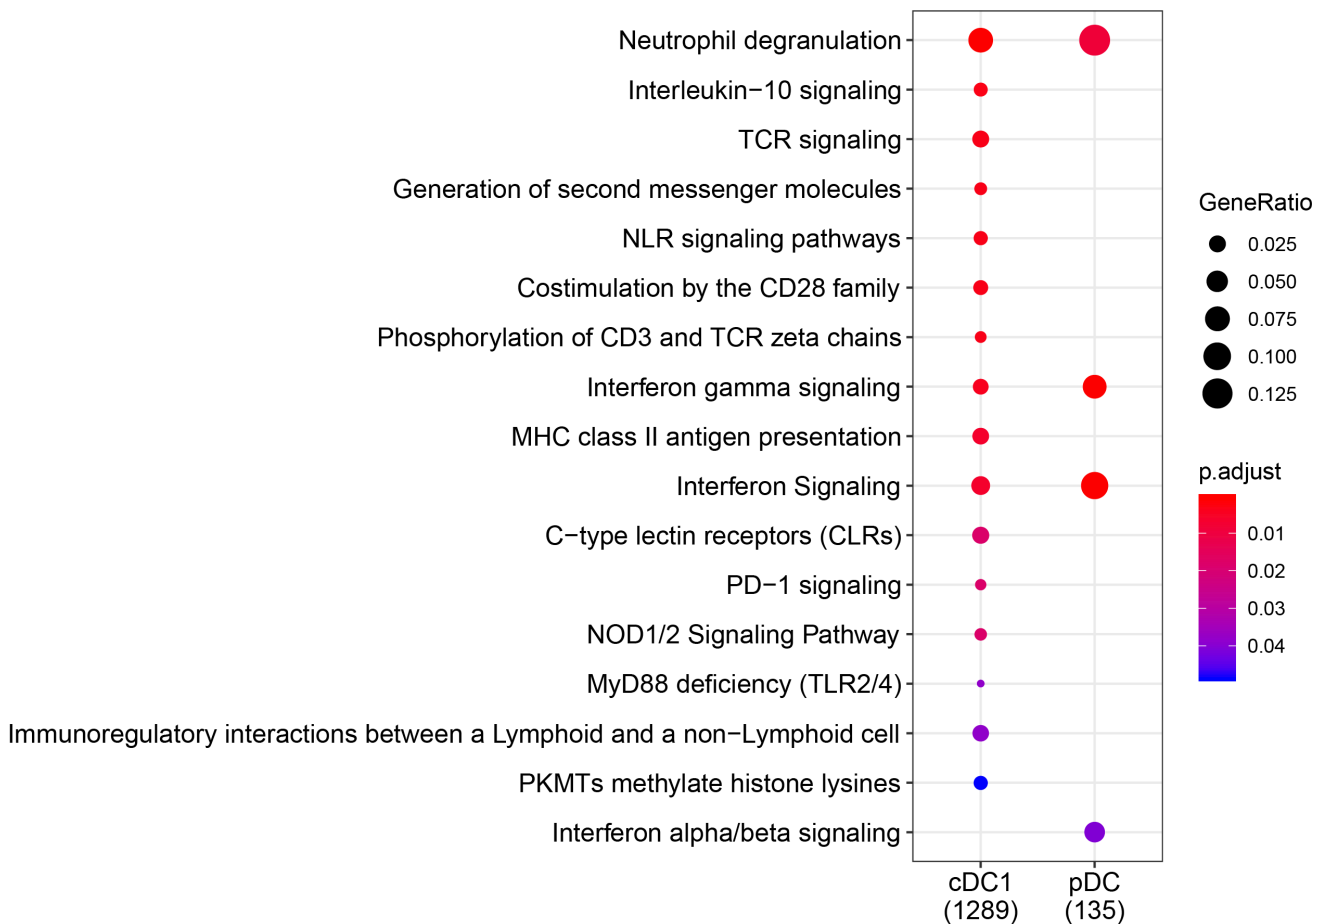 Neutrophil degranulation
Interleukin−10 signaling
TCR signaling
Generation of second messenger molecules
NLR signaling pathways
Costimulation by the CD28 family
Phosphorylation of CD3 and TCR zeta chains
Interferon gamma signaling
MHC class II antigen presentation
Interferon Signaling
C−type lectin receptors (CLRs)
PD−1 signaling
NOD1/2 Signaling Pathway
MyD88 deficiency (TLR2/4)
Immunoregulatory interactions between a Lymphoid and a non−Lymphoid cell
PKMTs methylate histone lysines
Interferon alpha/beta signaling
cDC1
(1289)
pDC
(135)
GeneRatio
0.025
0.050
0.075
0.100
0.125
p.adjust
0.01
0.02
0.03
0.04